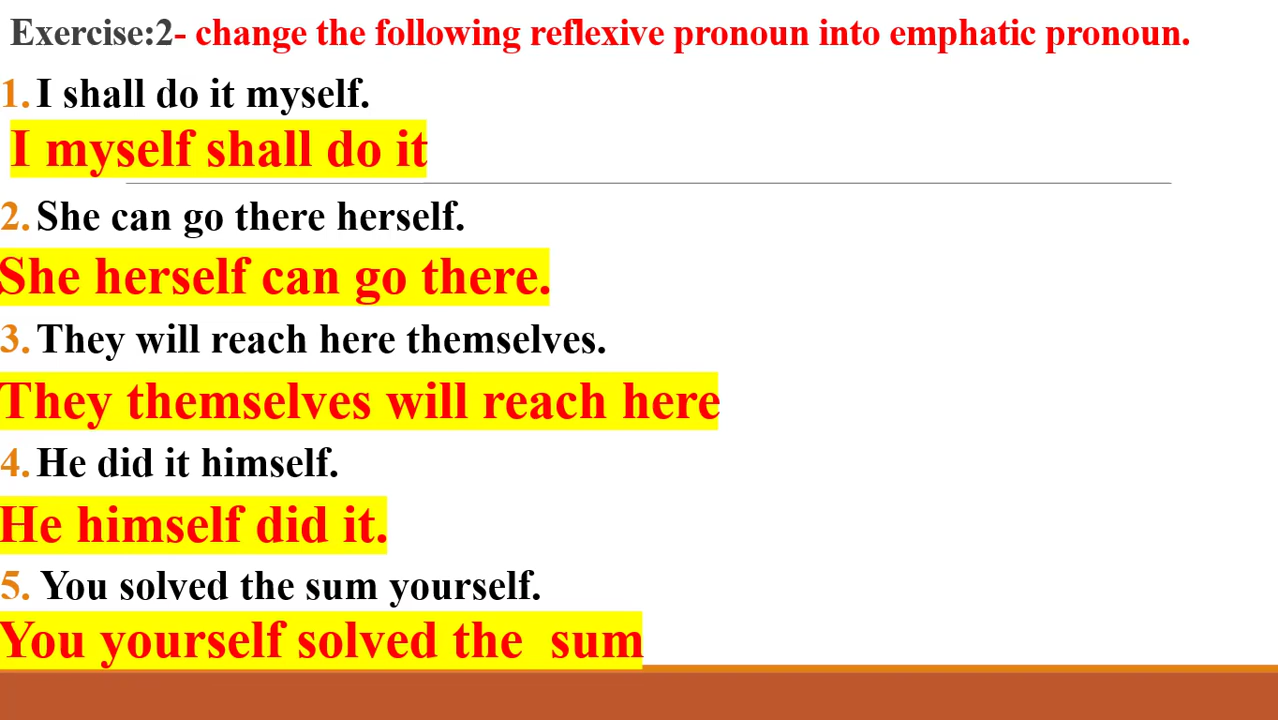 Exercise:2- change the following reflexive pronoun into emphatic pronoun.
1. I shall do it myself.
I myself shall do it
2. She can go there herself.
She herself can go there.
3. They will reach here themselves.
They themselves will reach here
4. He did it himself.
He himself did it.
5. You solved the sum yourself.
You yourself solved the  sum